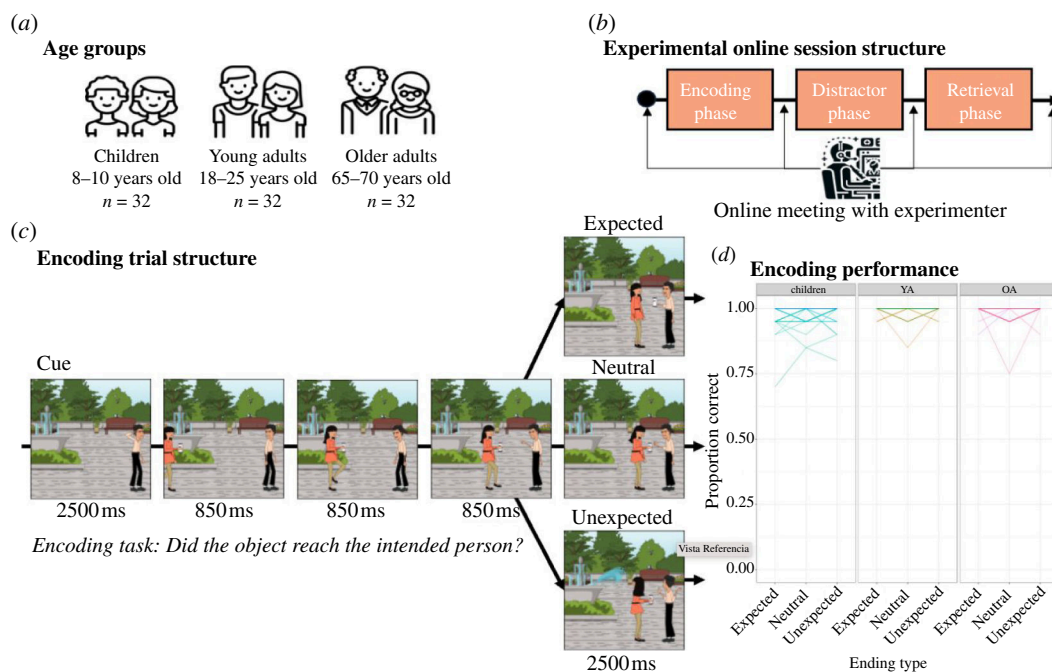 (a)
Age groups
Children
8–10 years old
n = 32
Young adults
18–25 years old
n = 32
Older adults
65–70 years old
n = 32
(b)
Experimental online session structure
Encoding
phase
Distractor
phase
Retrieval
phase
Online meeting with experimenter
(c)
Encoding trial structure
Cue
2500 ms
850 ms
850 ms
850 ms
Encoding task: Did the object reach the intended person?
Expected
Neutral
Unexpected
2500 ms
Vista Referencia
(d)
Encoding performance
children
YA
OA
Proportion correct
1.00
0.75
0.50
0.25
0.00
Expected
Neutral
Unexpected
Expected
Neutral
Unexpected
Expected
Neutral
Unexpected
Ending type